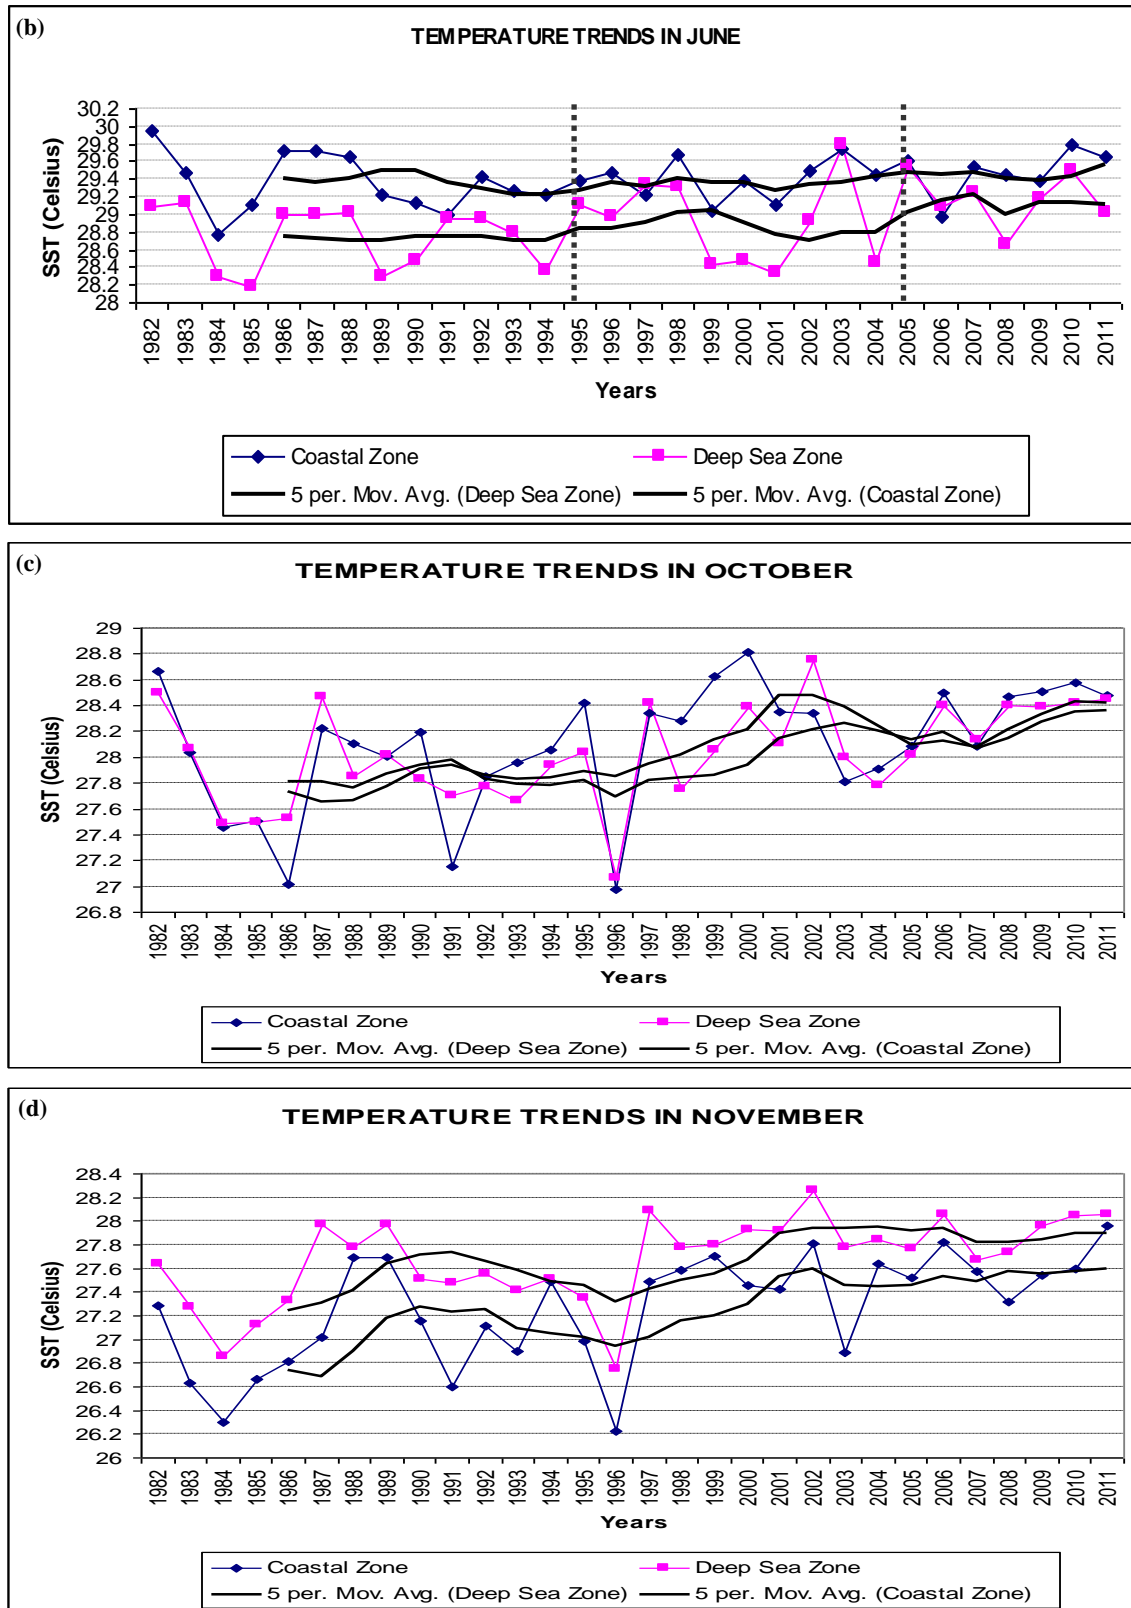 (b)
TEMPERATURE TRENDS IN JUNE
SST (Celsius)
30.2
30
29.8
29.6
29.4
29.2
29
28.8
28.6
28.4
28.2
28
1982 1983 1984 1985 1986 1987 1988 1989 1990 1991 1992 1993 1994 1995 1996 1997 1998 1999 2000 2001 2002 2003 2004 2005 2006 2007 2008 2009 2010 2011
Years
Coastal Zone Deep Sea Zone
5 per. Mov. Avg. (Deep Sea Zone) 5 per. Mov. Avg. (Coastal Zone)
(c)
TEMPERATURE TRENDS IN OCTOBER
SST (Celsius)
29
28.8
28.6
28.4
28.2
28
27.8
27.6
27.4
27.2
27
26.8
1982 1983 1984 1985 1986 1987 1988 1989 1990 1991 1992 1993 1994 1995 1996 1997 1998 1999 2000 2001 2002 2003 2004 2005 2006 2007 2008 2009 2010 2011
Years
Coastal Zone Deep Sea Zone
5 per. Mov. Avg. (Deep Sea Zone) 5 per. Mov. Avg. (Coastal Zone)
(d)
TEMPERATURE TRENDS IN NOVEMBER
SST (Celsius)
28.4
28.2
28
27.8
27.6
27.4
27.2
27
26.8
26.6
26.4
26.2
26
1982 1983 1984 1985 1986 1987 1988 1989 1990 1991 1992 1993 1994 1995 1996 1997 1998 1999 2000 2001 2002 2003 2004 2005 2006 2007 2008 2009 2010 2011
Years
Coastal Zone Deep Sea Zone
5 per. Mov. Avg. (Deep Sea Zone) 5 per. Mov. Avg. (Coastal Zone)